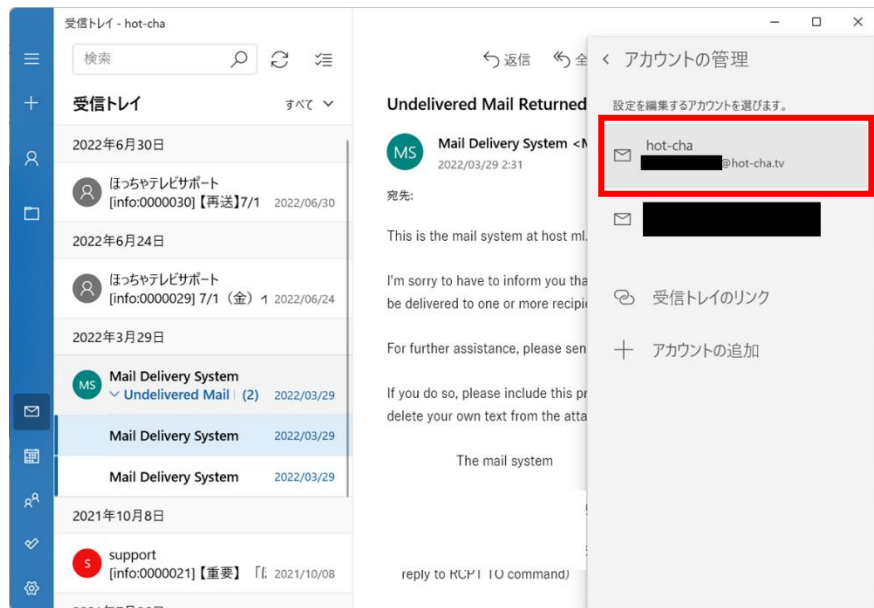 受信トレイ - hot-cha
検索
受信トレイ
すべて
2022年6月30日
ほっちゃテレビサポート
[info:0000030]【再送】7/1 2022/06/30
2022年6月24日
ほっちゃテレビサポート
[info:0000029] 7/1（金） 2022/06/24
2022年3月29日
MS
Mail Delivery System
Undelivered Mail (2) 2022/03/29
Mail Delivery System 2022/03/29
Mail Delivery System 2022/03/29
2021年10月8日
s
support
[info:0000021]【重要】 2021/10/08
返信
全
Undelivered Mail Returned
MS
Mail Delivery System
2022/03/29 2:31
宛先:
This is the mail system at host ml.
I'm sorry to have to inform you tha
be delivered to one or more recipi
For further assistance, please sen
If you do so, please include this pr
delete your own text from the atta
The mail system
reply to RCPT TO command)
アカウントの管理
設定を編集するアカウントを選びます。
hot-cha
@hot-cha.tv
受信トレイのリンク
アカウントの追加